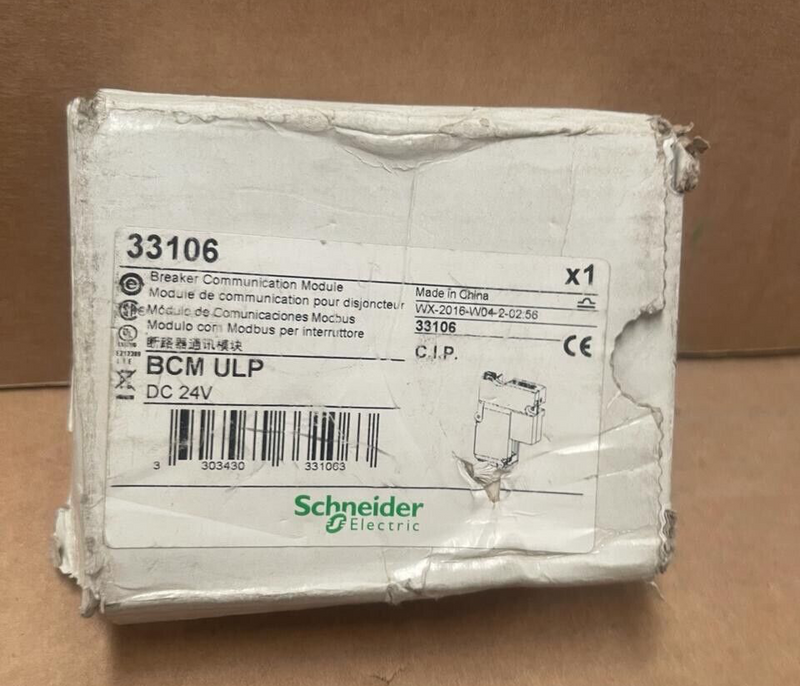 33106
x1
Breaker Communication Module
Module de communication pour disjoncteur
Módulo de Comunicaciones Mocbus
Modulo com Modbus per interruttore
断路器通讯模块
Made in China
WX-2016-W04-2-02:56
33106
C.I.P.
CE
BCM ULP
DC 24V
3 303430 331063
Schneider
Electric